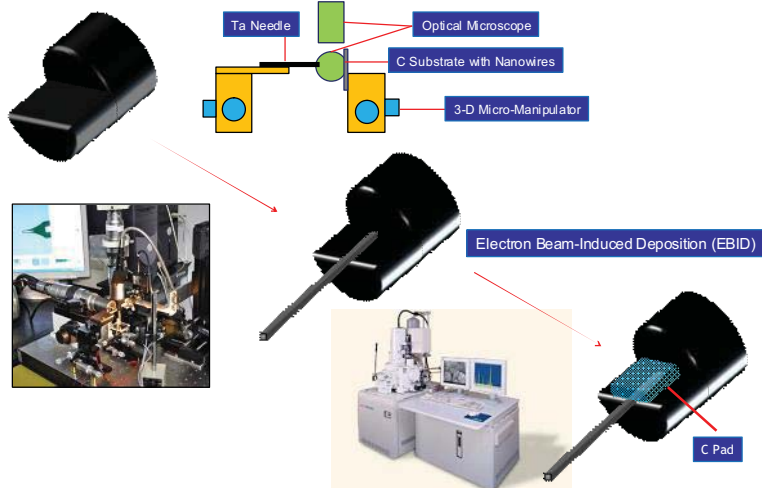 Ta Needle
Optical Microscope
C Substrate with Nanowires
3-D Micro-Manipulator
Electron Beam-Induced Deposition (EBID)
C Pad